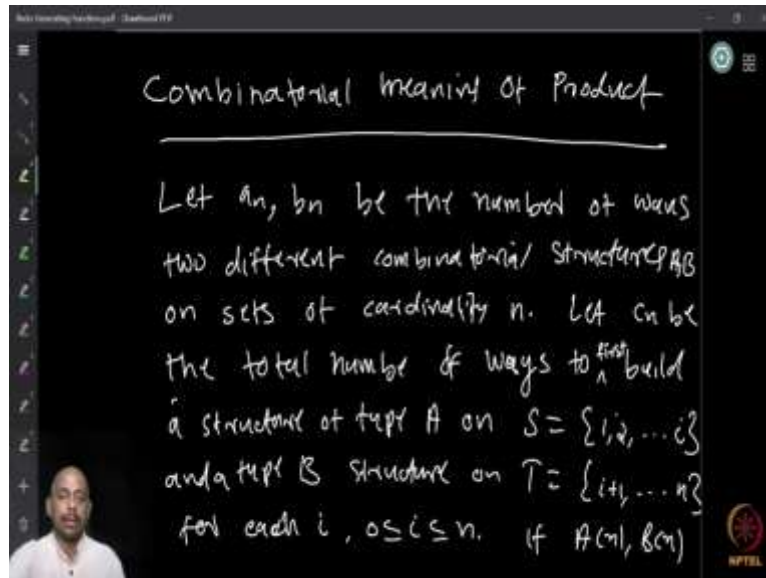 Combinatorial meaning of Product
Let an, bn be the number of ways
two different combinatorial structures A,B
on sets of cardinality n. Let cn be
the total numbe of ways to first build
a structure of type A on S = {1,2,...i}
and a type B structure on T = {i+1,...n}
for each i, 0≤i≤n. If A(n), B(n)
NPTEL